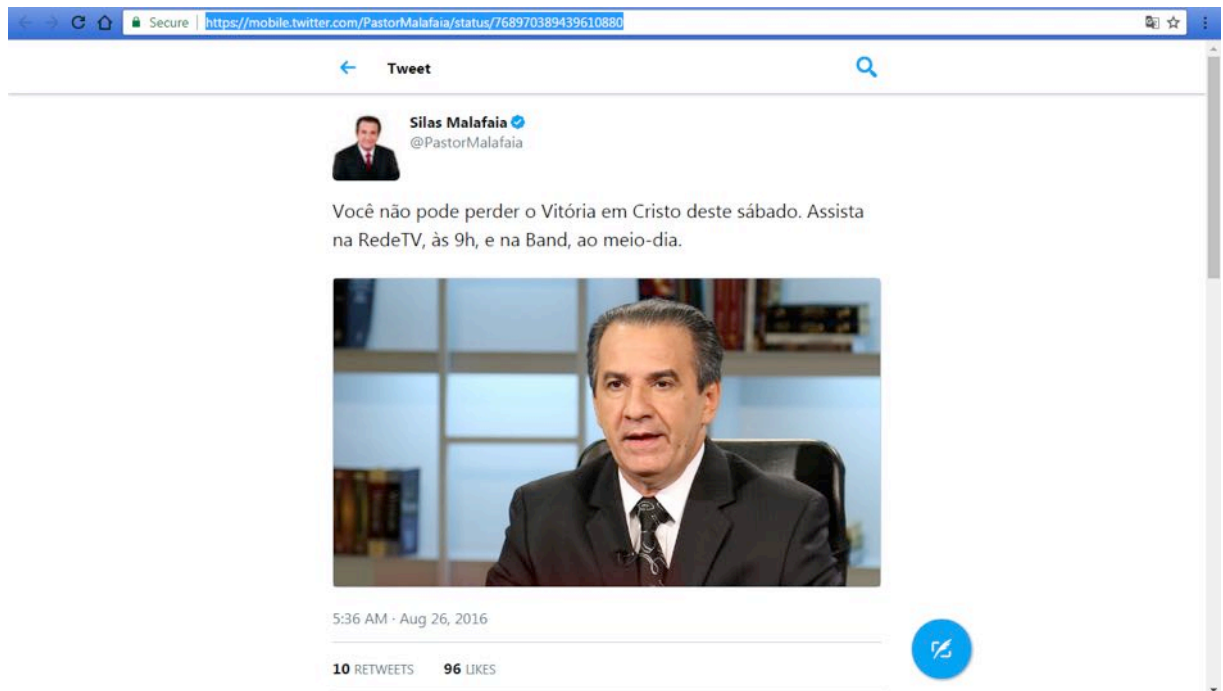 Secure | https://mobile.twitter.com/PastorMalafaia/status/768970389439610880
Tweet
Silas Malafaia
@PastorMalafaia
Você não pode perder o Vitória em Cristo deste sábado. Assista
na RedeTV, às 9h, e na Band, ao meio-dia.
5:36 AM · Aug 26, 2016
10 RETWEETS 96 LIKES